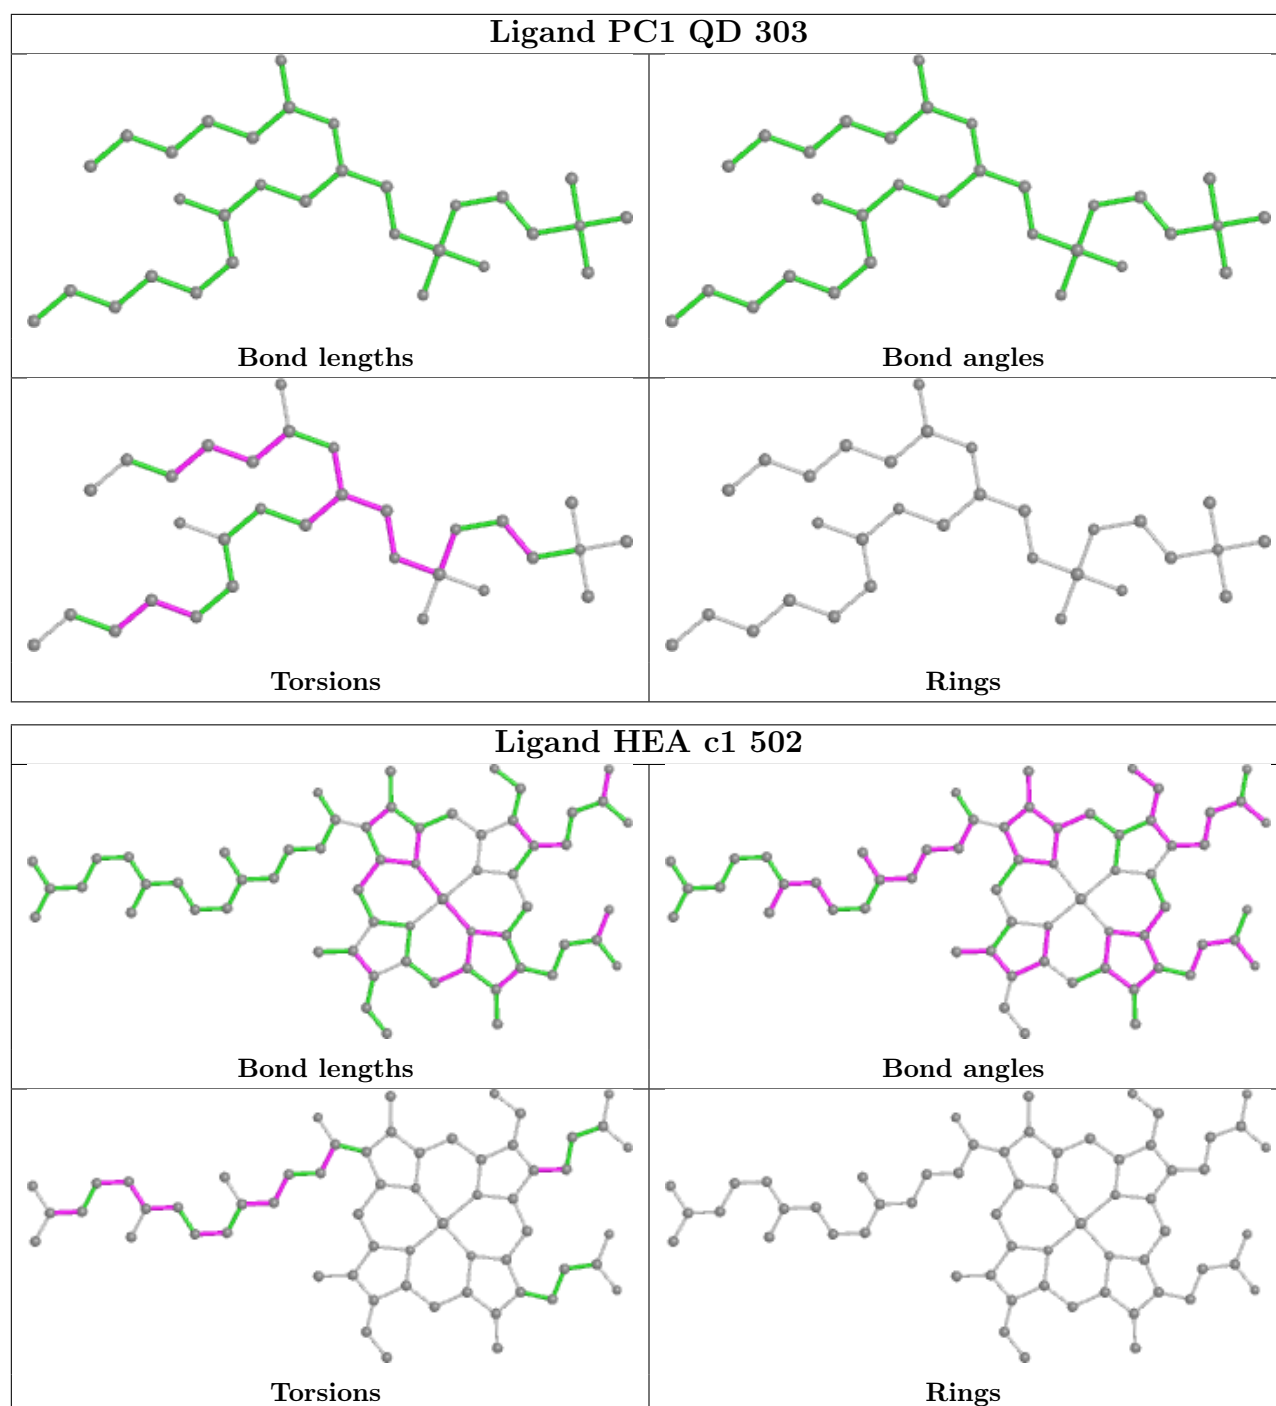 Ligand PC1 QD 303
Bond lengths
Bond angles
Torsions
Rings
Ligand HEA c1 502
Bond lengths
Bond angles
Torsions
Rings